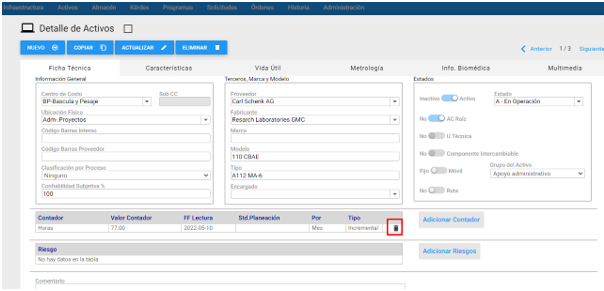 Infraestructura Activos Almacén Kárdex Programas Solicitudes Órdenes Historia Administración
Detalle de Activos
NUEVO COPIAR ACTUALIZAR ELIMINAR
Anterior 1 / 3 Siguiente
Ficha Técnica Características Vida Útil Metrología Info. Biomédica Multimedia
Información General
Centro de Costo Sub CC
BP-Bascula y Pesaje
Ubicación Física
Adm-.Proyectos
Código Barras Interno
Código Barras Proveedor
Clasificación por Proceso
Ninguno
Confiabilidad Subjetiva %
100
Terceros, Marca y Modelo
Proveedor
Carl Schenk AG
Fabricante
Resarch Laboratories GMC
Marca
Modelo
110 CBAE
Tipo
A112 MA-6
Encargado
Estados
Inactivo Activo
Estado
A - En Operación
No AC.Raíz
No U.Técnica
No Componente Intercambiable
Fijo Móvil
Grupo del Activo
Apoyo administrativo
No Ruta
Contador Valor Contador FF Lectura Std.Planeación Por Tipo
Horas 77.00 2022-05-10 Mes Incremental
Adicionar Contador
Riesgo
No hay datos en la tabla
Adicionar Riesgos
Comentario